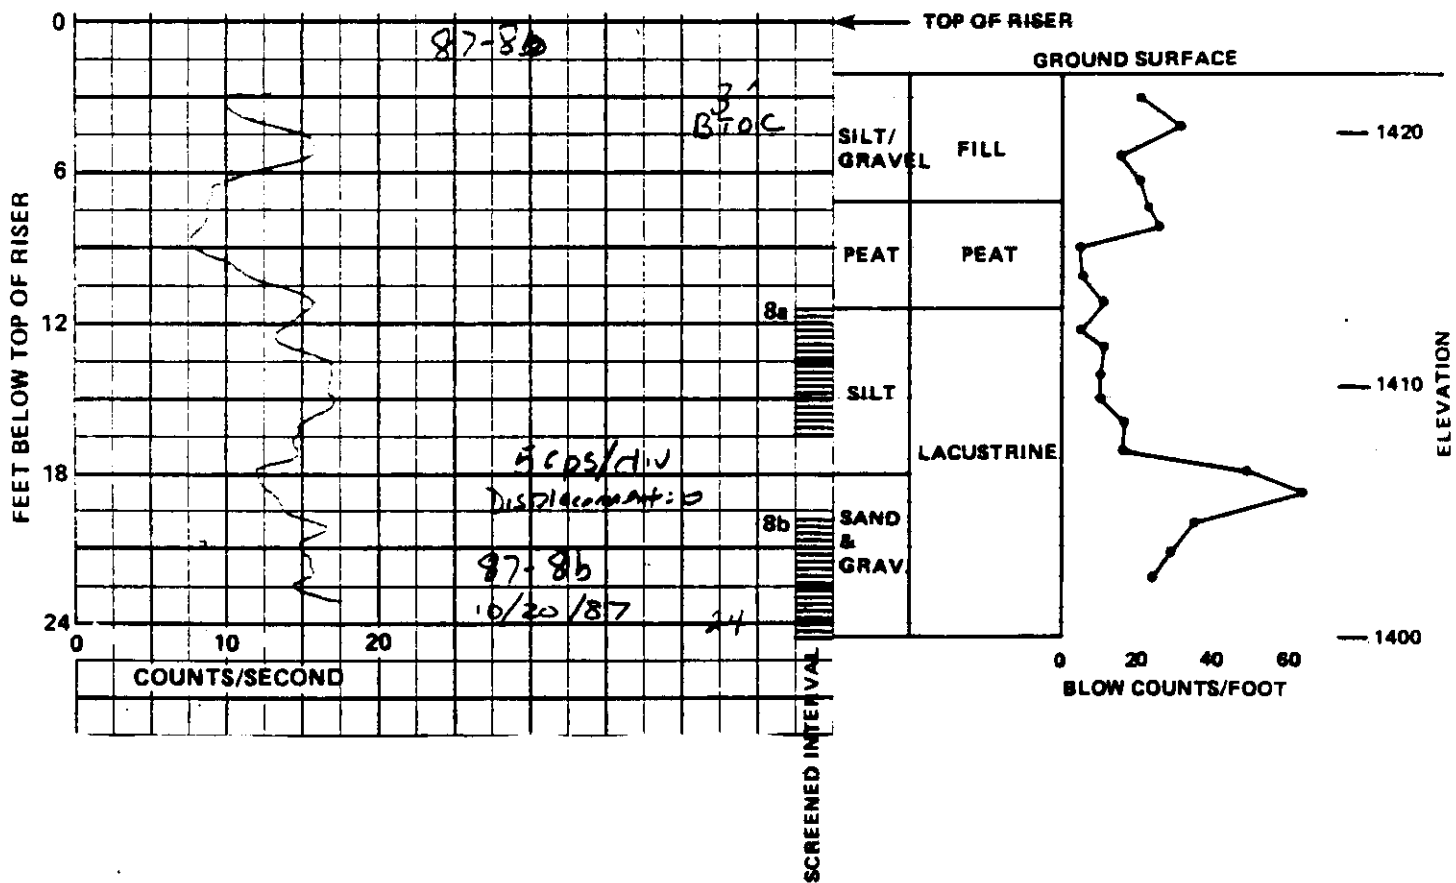 0
87-8b
TOP OF RISER
GROUND SURFACE
3'
BTOC
SILT/
GRAVEL
FILL
1420
6
FEET BELOW TOP OF RISER
PEAT
PEAT
8a
12
SILT
1410
ELEVATION
LACUSTRINE
5 cps/div
18
Displacement: 0
8b
SAND
&
GRAV.
87-8b
10/20/87
24
24
1400
0 10 20
COUNTS/SECOND
0 20 40 60
BLOW COUNTS/FOOT
SCREENED INTERVAL